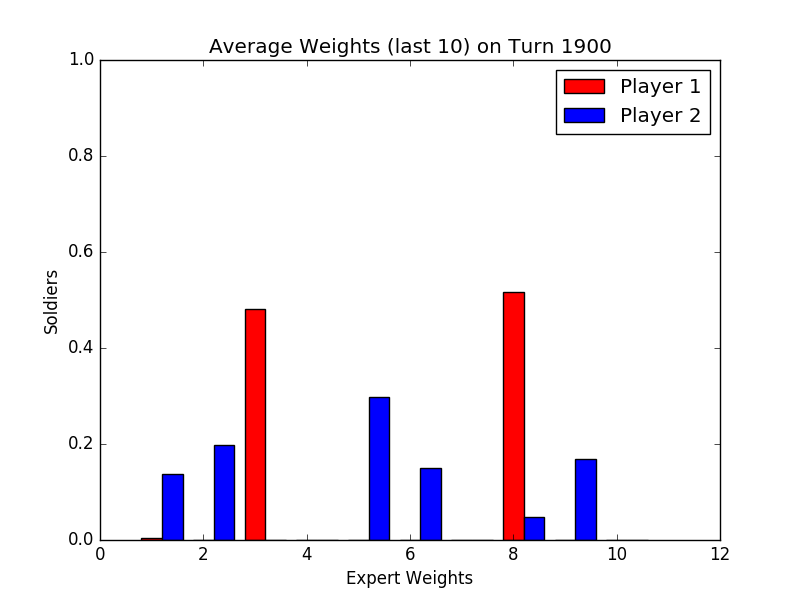 Average Weights (last 10) on Turn 1900
1.0
0.8
0.6
0.4
0.2
0.0
Soldiers
Player 1
Player 2
0 2 4 6 8 10 12
Expert Weights